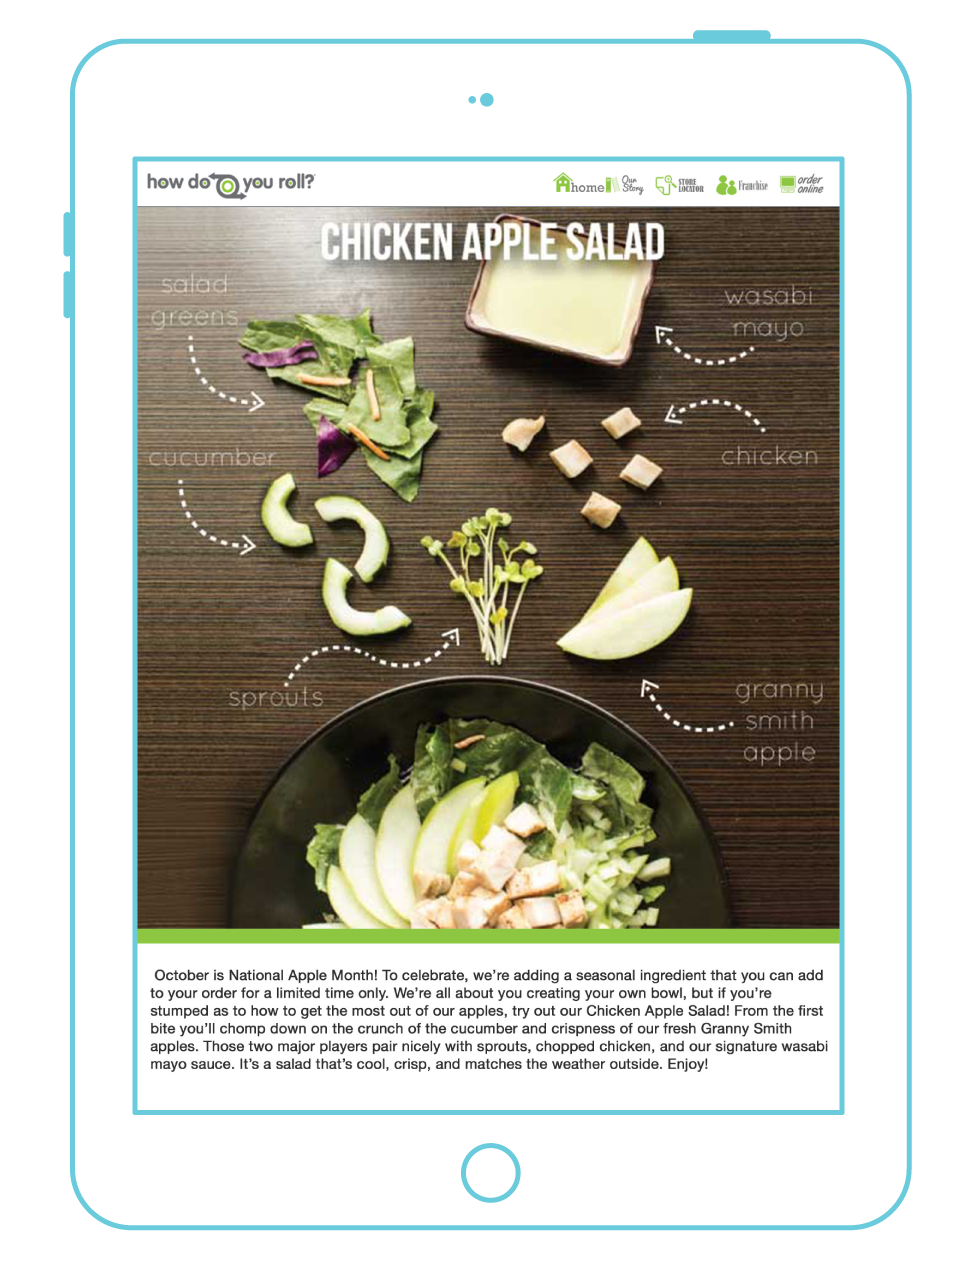 how do you roll?
home
Our
Story
STORE
LOCATOR
Franchise
order
online
CHICKEN APPLE SALAD
salad
greens
wasabi
mayo
cucumber
chicken
sprouts
granny
smith
apple
October is National Apple Month! To celebrate, we're adding a seasonal ingredient that you can add
to your order for a limited time only. We're all about you creating your own bowl, but if you're
stumped as to how to get the most out of our apples, try out our Chicken Apple Salad! From the first
bite you'll chomp down on the crunch of the cucumber and crispness of our fresh Granny Smith
apples. Those two major players pair nicely with sprouts, chopped chicken, and our signature wasabi
mayo sauce. It's a salad that's cool, crisp, and matches the weather outside. Enjoy!